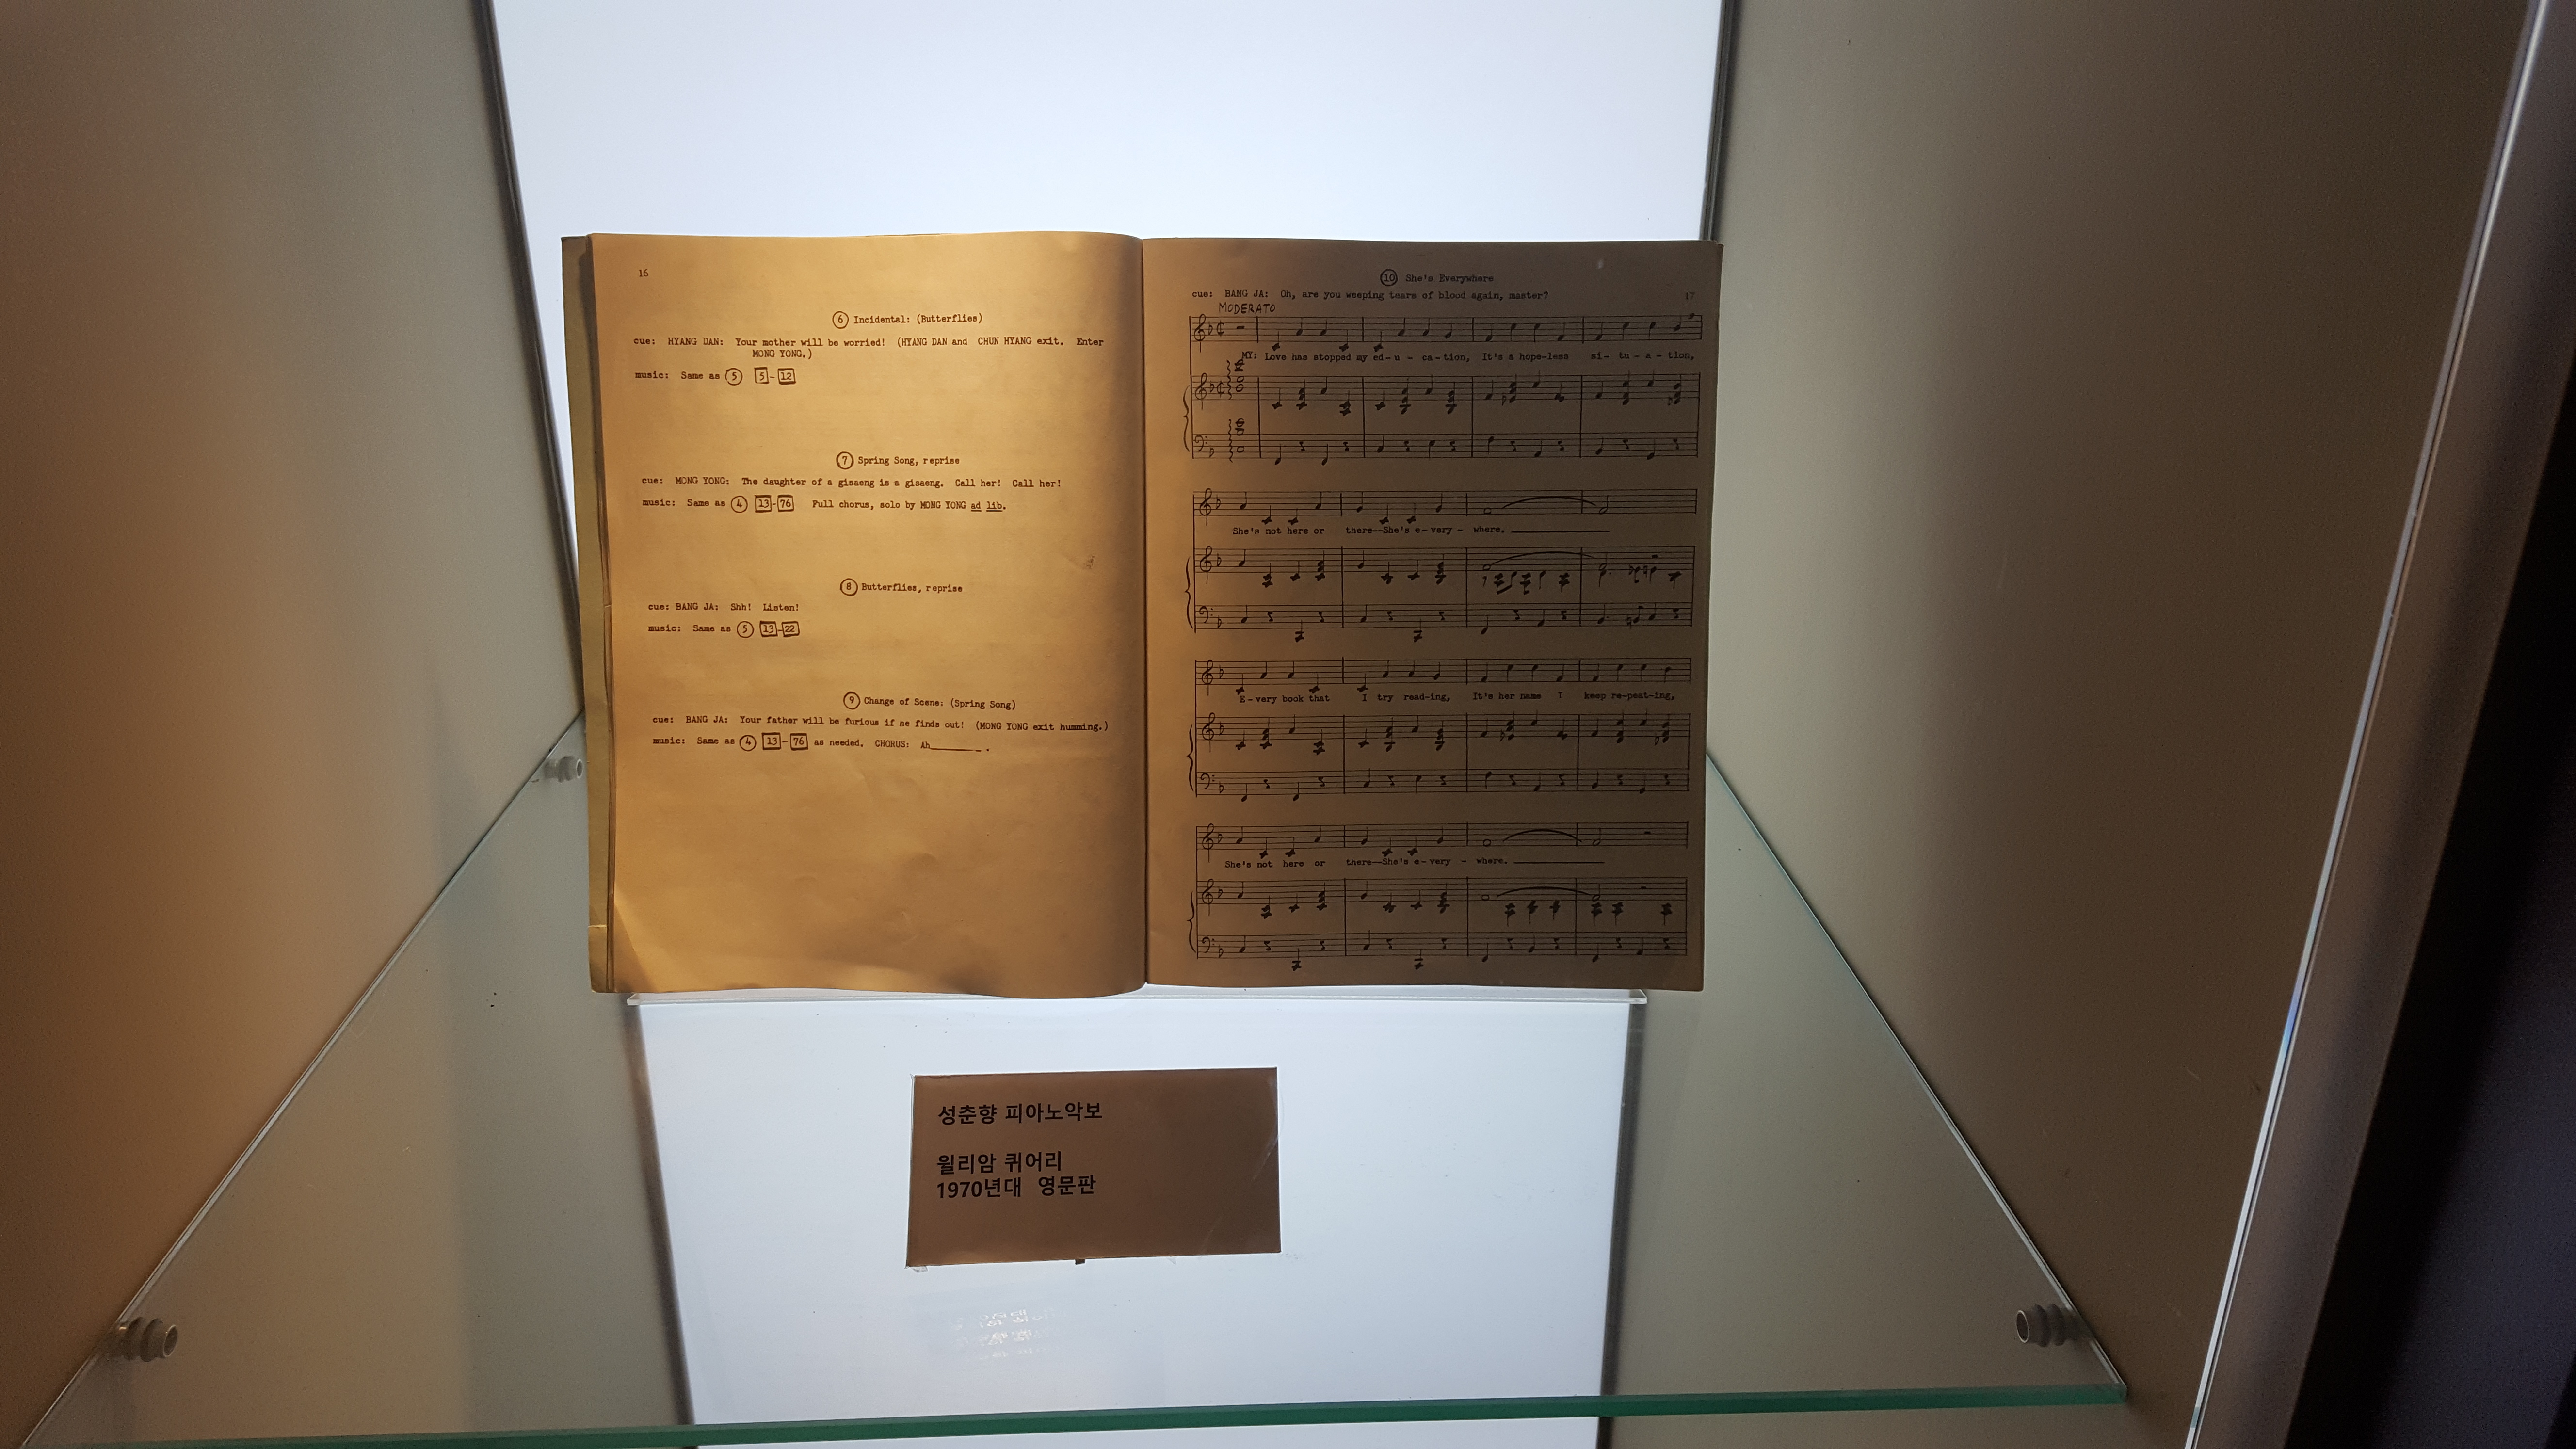 16
⑥ Incidental: (Butterflies)
cue: HYANG DAN: Your mother will be worried! (HYANG DAN and CHUN HYANG exit. Enter
MONG YONG.)
music: Same as ⑤ 5-12
⑦ Spring Song, reprise
cue: MONG YONG: The daughter of a gisaeng is a gisaeng. Call her! Call her!
music: Same as ④ 13-76 Full chorus, solo by MONG YONG ad lib.
⑧ Butterflies, reprise
cue: BANG JA: Shh! Listen!
music: Same as ⑤ 13-22
⑨ Change of Scene: (Spring Song)
cue: BANG JA: Your father will be furious if he finds out! (MONG YONG exit humming.)
music: Same as ④ 13-76 as needed. CHORUS: Ah_______.
⑩ She's Everywhere
cue: BANG JA: Oh, are you weeping tears of blood again, master? 17
MODERATO
MY: Love has stopped my ed-u-ca-tion, It's a hope-less si-tu-a-tion,
She's not here or there—She's e-very-where.
E-very book that I try read-ing, It's her name I keep re-peat-ing,
She's not here or there—She's e-very-where.
성춘향 피아노악보
윌리암 퀴어리
1970년대 영문판